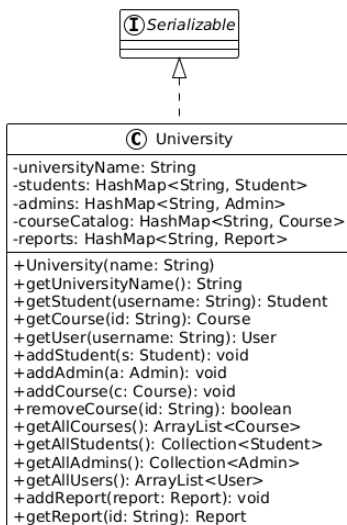 I Serializable
C University
-universityName: String
-students: HashMap<String, Student>
-admins: HashMap<String, Admin>
-courseCatalog: HashMap<String, Course>
-reports: HashMap<String, Report>
+University(name: String)
+getUniversityName(): String
+getStudent(username: String): Student
+getCourse(id: String): Course
+getUser(username: String): User
+addStudent(s: Student): void
+addAdmin(a: Admin): void
+addCourse(c: Course): void
+removeCourse(id: String): boolean
+getAllCourses(): ArrayList<Course>
+getAllStudents(): Collection<Student>
+getAllAdmins(): Collection<Admin>
+getAllUsers(): ArrayList<User>
+addReport(report: Report): void
+getReport(id: String): Report